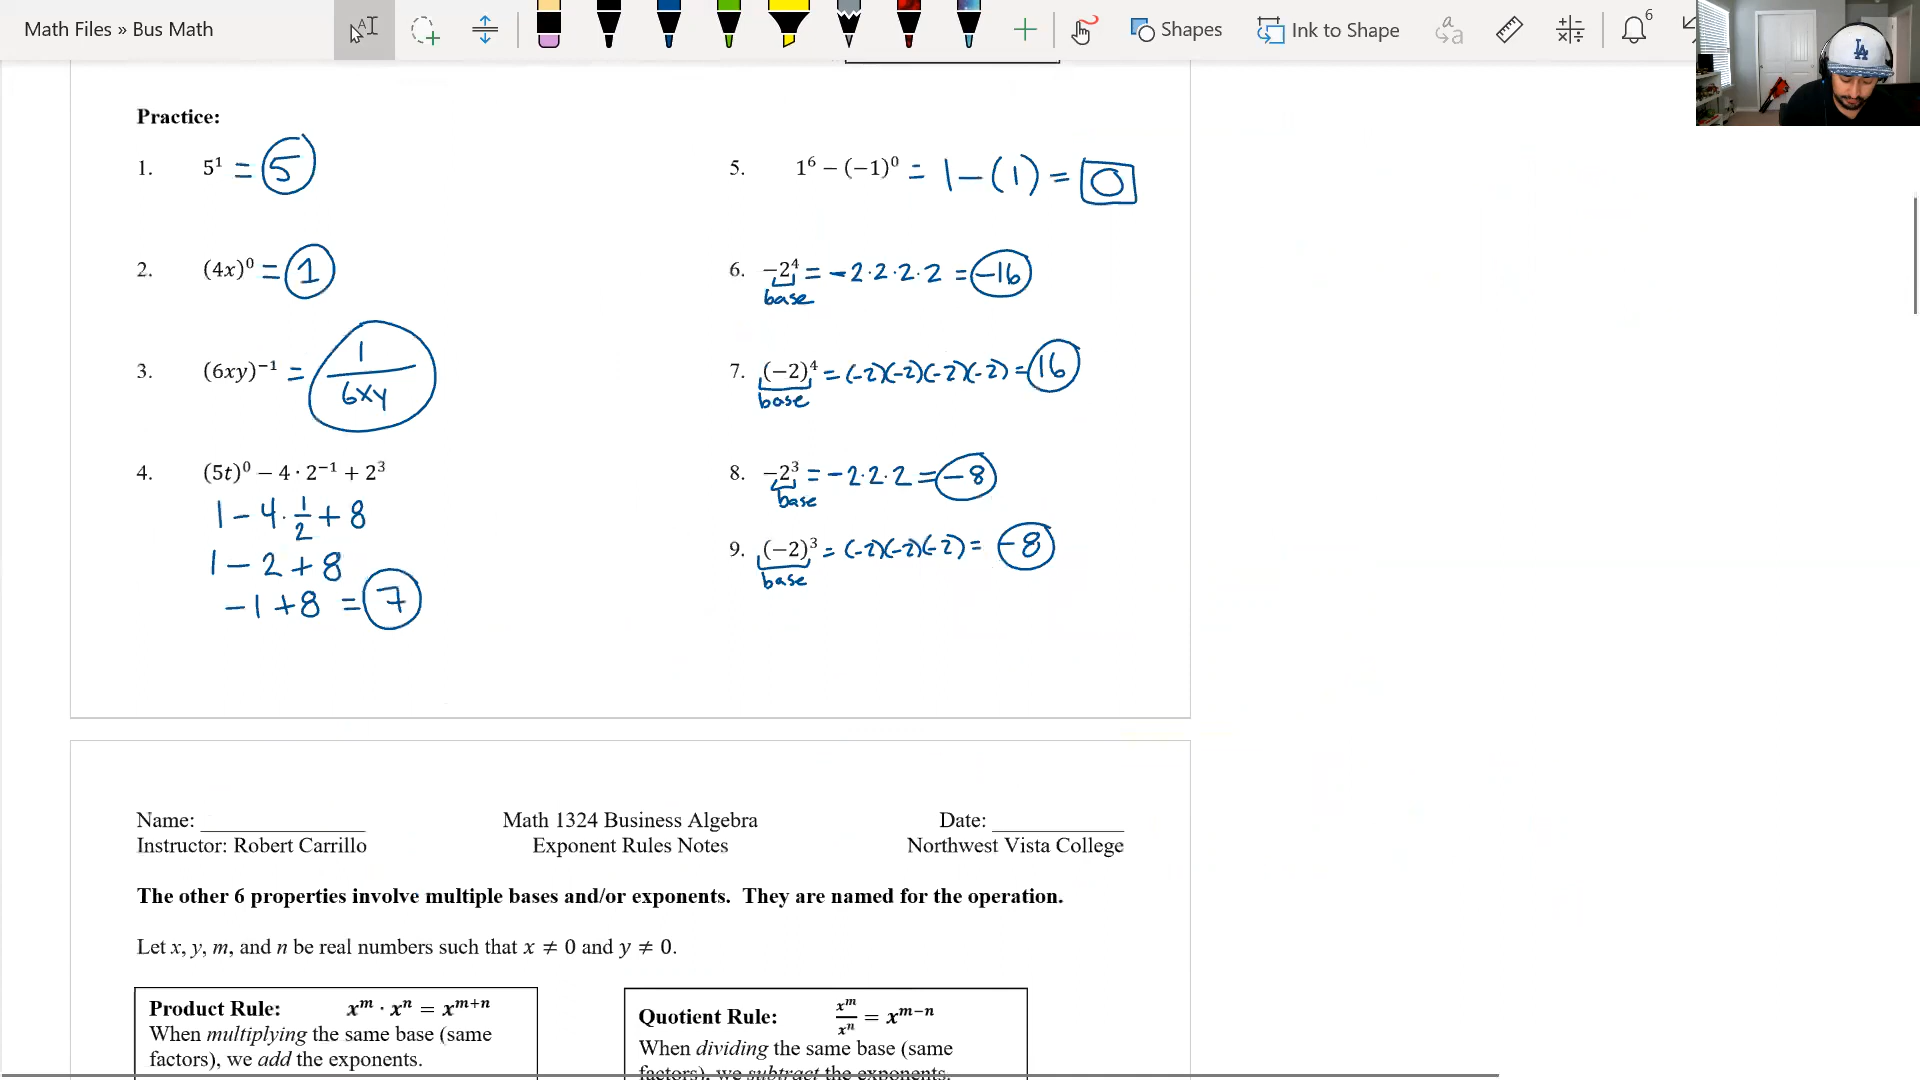 Math Files » Bus Math
Shapes
Ink to Shape
6
LA
Practice:
1. 5¹ = 5
2. (4x)⁰ = 1
3. (6xy)⁻¹ = 1/6xy
4. (5t)⁰ − 4 · 2⁻¹ + 2³
1 − 4 · 1/2 + 8
1 − 2 + 8
−1 + 8 = 7
5. 1⁶ − (−1)⁰ = 1 − (1) = 0
6. −2⁴ = −2·2·2·2 = −16
base
7. (−2)⁴ = (−2)(−2)(−2)(−2) = 16
base
8. −2³ = −2·2·2 = −8
base
9. (−2)³ = (−2)(−2)(−2) = −8
base
Name: ______________ Math 1324 Business Algebra Date: ____________
Instructor: Robert Carrillo Exponent Rules Notes Northwest Vista College
The other 6 properties involve multiple bases and/or exponents. They are named for the operation.
Let x, y, m, and n be real numbers such that x ≠ 0 and y ≠ 0.
Product Rule: xᵐ · xⁿ = xᵐ⁺ⁿ
When multiplying the same base (same
factors), we add the exponents.
Quotient Rule: xᵐ/xⁿ = xᵐ⁻ⁿ
When dividing the same base (same
factors), we subtract the exponents.